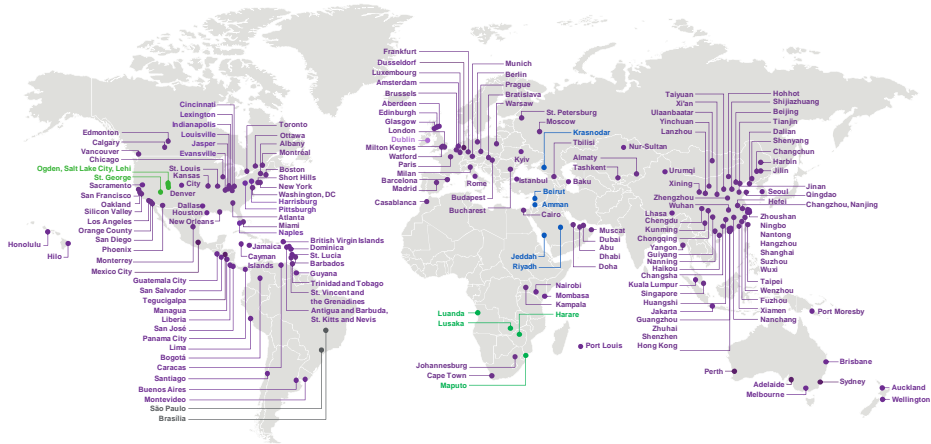 Cincinnati
Lexington
Indianapolis
Louisville
Jasper
Evansville
Edmonton
Calgary
Vancouver
Chicago
Ogden, Salt Lake City, Lehi
St. George
Sacramento
San Francisco
Oakland
Silicon Valley
Los Angeles
Orange County
San Diego
Phoenix
Monterrey
Mexico City
St. Louis
Kansas
City
Denver
Dallas
Houston
New Orleans
Toronto
Ottawa
Albany
Montréal
Boston
Short Hills
New York
Washington, DC
Harrisburg
Pittsburgh
Atlanta
Miami
Naples
Honolulu
Hilo
Jamaica
Cayman
Islands
British Virgin Islands
Dominica
St. Lucia
Barbados
Guyana
Trinidad and Tobago
St. Vincent and
the Grenadines
Antigua and Barbuda,
St. Kitts and Nevis
Guatemala City
San Salvador
Tegucigalpa
Managua
Liberia
San José
Panama City
Lima
Bogotá
Caracas
Santiago
Buenos Aires
Montevideo
São Paulo
Brasilia
Frankfurt
Dusseldorf
Luxembourg
Amsterdam
Brussels
Aberdeen
Edinburgh
Glasgow
London
Dublin
Milton Keynes
Watford
Paris
Milan
Barcelona
Madrid
Casablanca
Munich
Berlin
Prague
Bratislava
Warsaw
St. Petersburg
Moscow
Krasnodar
Tbilisi
Kyiv
Rome
Istanbul
Budapest
Bucharest
Almaty
Tashkent
Baku
Nur-Sultan
Beirut
Amman
Cairo
Jeddah
Riyadh
Muscat
Dubai
Abu
Dhabi
Doha
Nairobi
Mombasa
Kampala
Luanda
Lusaka
Harare
Johannesburg
Cape Town
Maputo
Port Louis
Taiyuan
Xi'an
Ulaanbaatar
Yinchuan
Lanzhou
Urumqi
Xining
Zhengzhou
Wuhan
Lhasa
Chengdu
Kunming
Chongqing
Yangon
Guiyang
Nanning
Haikou
Changsha
Kuala Lumpur
Singapore
Huangshi
Jakarta
Guangzhou
Zhuhai
Shenzhen
Hong Kong
Hohhot
Shijiazhuang
Beijing
Tianjin
Dalian
Shenyang
Changchun
Harbin
Jilin
Seoul
Jinan
Qingdao
Hefei
Changzhou, Nanjing
Zhoushan
Ningbo
Nantong
Hangzhou
Shanghai
Suzhou
Wuxi
Taipei
Wenzhou
Fuzhou
Xiamen
Nanchang
Port Moresby
Perth
Adelaide
Melbourne
Brisbane
Sydney
Auckland
Wellington